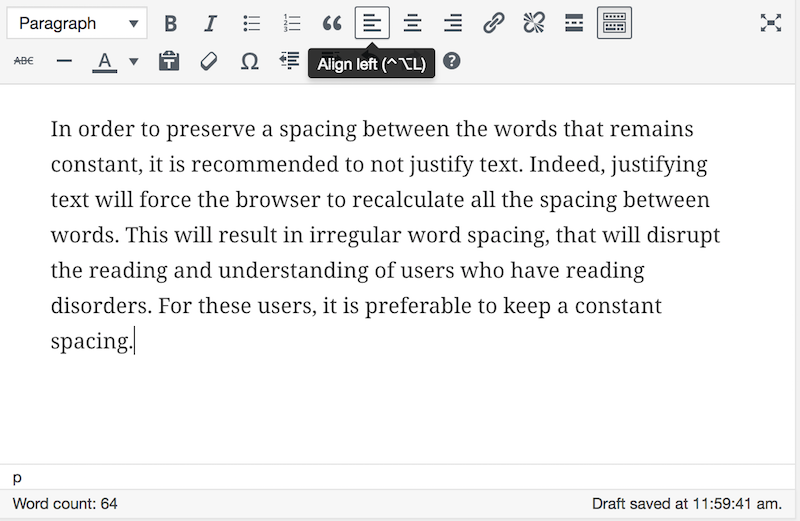 Paragraph
B I
ABC A Ω Align left (^⌥L) ?
In order to preserve a spacing between the words that remains
constant, it is recommended to not justify text. Indeed, justifying
text will force the browser to recalculate all the spacing between
words. This will result in irregular word spacing, that will disrupt
the reading and understanding of users who have reading
disorders. For these users, it is preferable to keep a constant
spacing.
p
Word count: 64 Draft saved at 11:59:41 am.